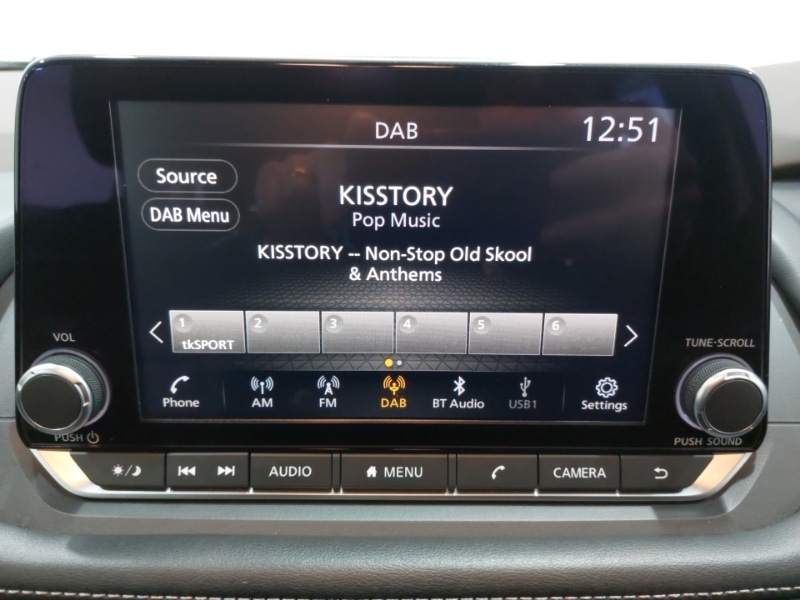 DAB
12:51
Source
DAB Menu
KISSTORY
Pop Music
KISSTORY -- Non-Stop Old Skool
& Anthems
1 2 3 4 5 6
tkSPORT
VOL
TUNE·SCROLL
Phone AM FM DAB BT Audio USB1 Settings
PUSH
PUSH SOUND
AUDIO MENU CAMERA